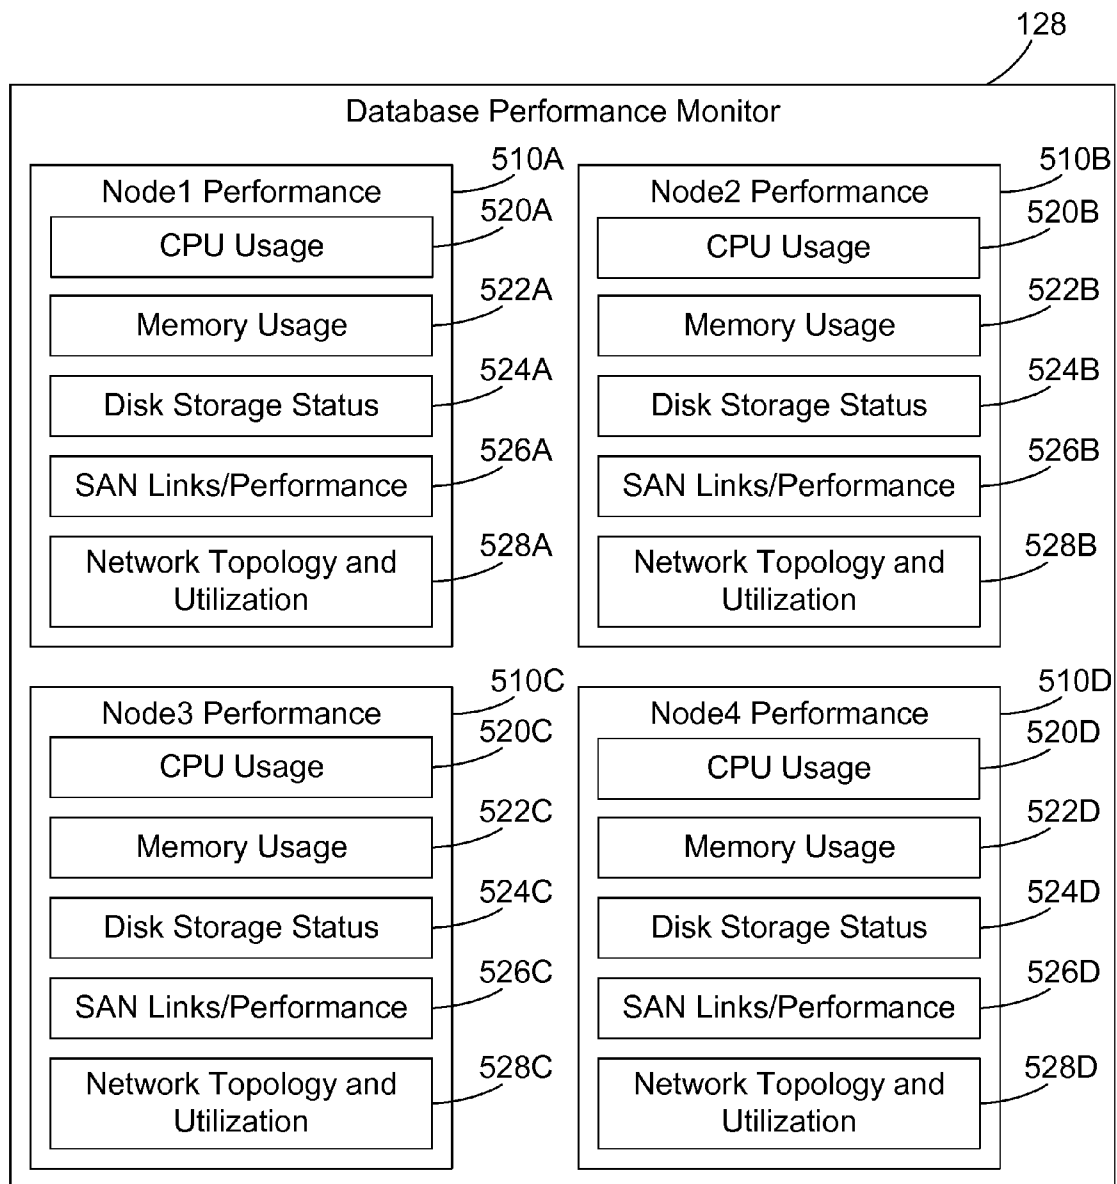 128
Database Performance Monitor
510A
Node1 Performance
520A
CPU Usage
522A
Memory Usage
524A
Disk Storage Status
526A
SAN Links/Performance
528A
Network Topology and
Utilization
510B
Node2 Performance
520B
CPU Usage
522B
Memory Usage
524B
Disk Storage Status
526B
SAN Links/Performance
528B
Network Topology and
Utilization
510C
Node3 Performance
520C
CPU Usage
522C
Memory Usage
524C
Disk Storage Status
526C
SAN Links/Performance
528C
Network Topology and
Utilization
510D
Node4 Performance
520D
CPU Usage
522D
Memory Usage
524D
Disk Storage Status
526D
SAN Links/Performance
528D
Network Topology and
Utilization